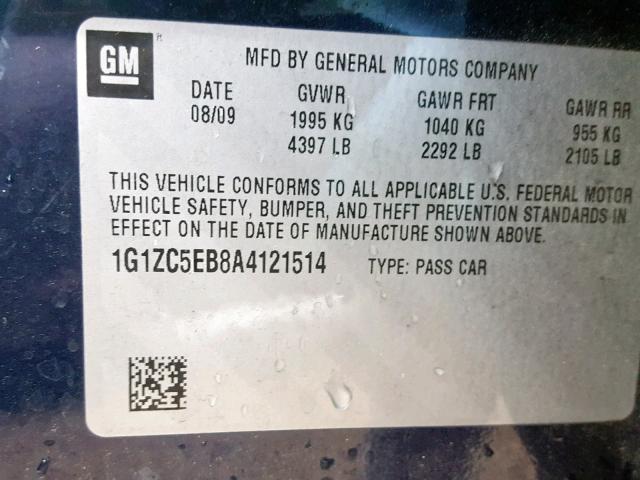 GM
MFD BY GENERAL MOTORS COMPANY
DATE GVWR GAWR FRT GAWR RR
08/09 1995 KG 1040 KG 955 KG
4397 LB 2292 LB 2105 LB
THIS VEHICLE CONFORMS TO ALL APPLICABLE U.S. FEDERAL MOTOR
VEHICLE SAFETY, BUMPER, AND THEFT PREVENTION STANDARDS IN
EFFECT ON THE DATE OF MANUFACTURE SHOWN ABOVE.
1G1ZC5EB8A4121514 TYPE: PASS CAR